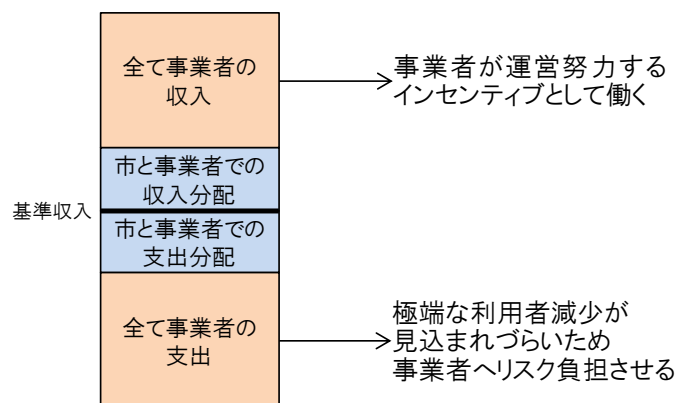 全て事業者の
収入
事業者が運営努力する
インセンティブとして働く
市と事業者での
収入分配
基準収入
市と事業者での
支出分配
全て事業者の
支出
極端な利用者減少が
見込まれづらいため
事業者へリスク負担させる